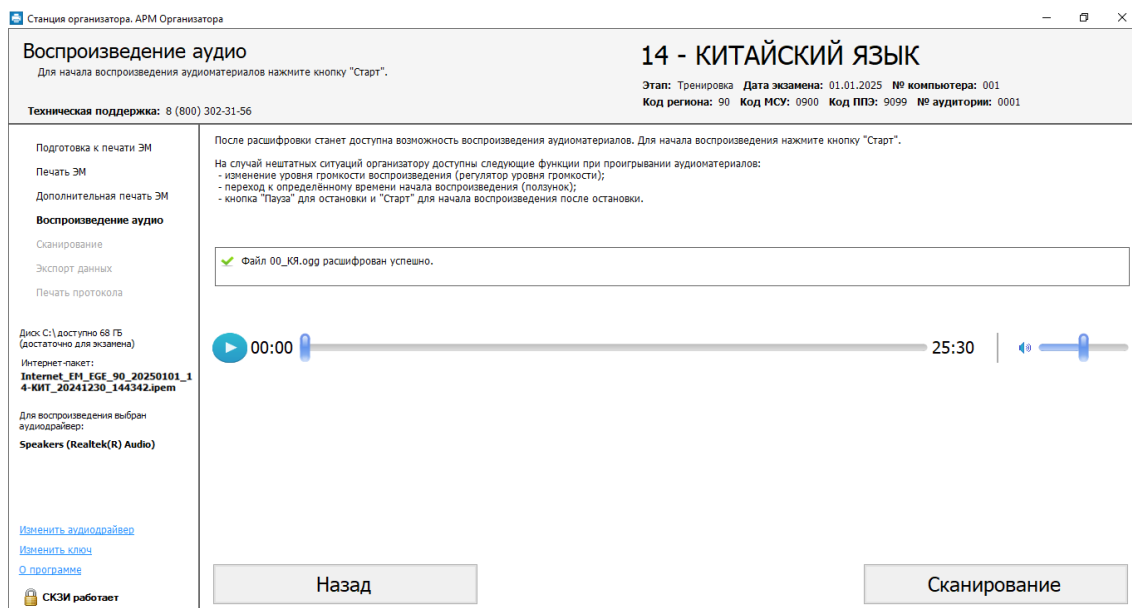 Станция организатора. АРМ Организатора
Воспроизведение аудио
Для начала воспроизведения аудиоматериалов нажмите кнопку "Старт".
Техническая поддержка: 8 (800) 302-31-56
14 - КИТАЙСКИЙ ЯЗЫК
Этап: Тренировка Дата экзамена: 01.01.2025 № компьютера: 001
Код региона: 90 Код МСУ: 0900 Код ППЭ: 9099 № аудитории: 0001
Подготовка к печати ЭМ
Печать ЭМ
Дополнительная печать ЭМ
Воспроизведение аудио
Сканирование
Экспорт данных
Печать протокола
Диск C:\ доступно 68 ГБ
(достаточно для экзамена)
Интернет-пакет:
Internet_EM_EGE_90_20250101_1
4-КИТ_20241230_144342.ipem
Для воспроизведения выбран
аудиодрайвер:
Speakers (Realtek(R) Audio)
Изменить аудиодрайвер
Изменить ключ
О программе
СКЗИ работает
После расшифровки станет доступна возможность воспроизведения аудиоматериалов. Для начала воспроизведения нажмите кнопку "Старт".
На случай нештатных ситуаций организатору доступны следующие функции при проигрывании аудиоматериалов:
- изменение уровня громкости воспроизведения (регулятор уровня громкости);
- переход к определённому времени начала воспроизведения (ползунок);
- кнопка "Пауза" для остановки и "Старт" для начала воспроизведения после остановки.
Файл 00_КЯ.ogg расшифрован успешно.
00:00
25:30
Назад
Сканирование